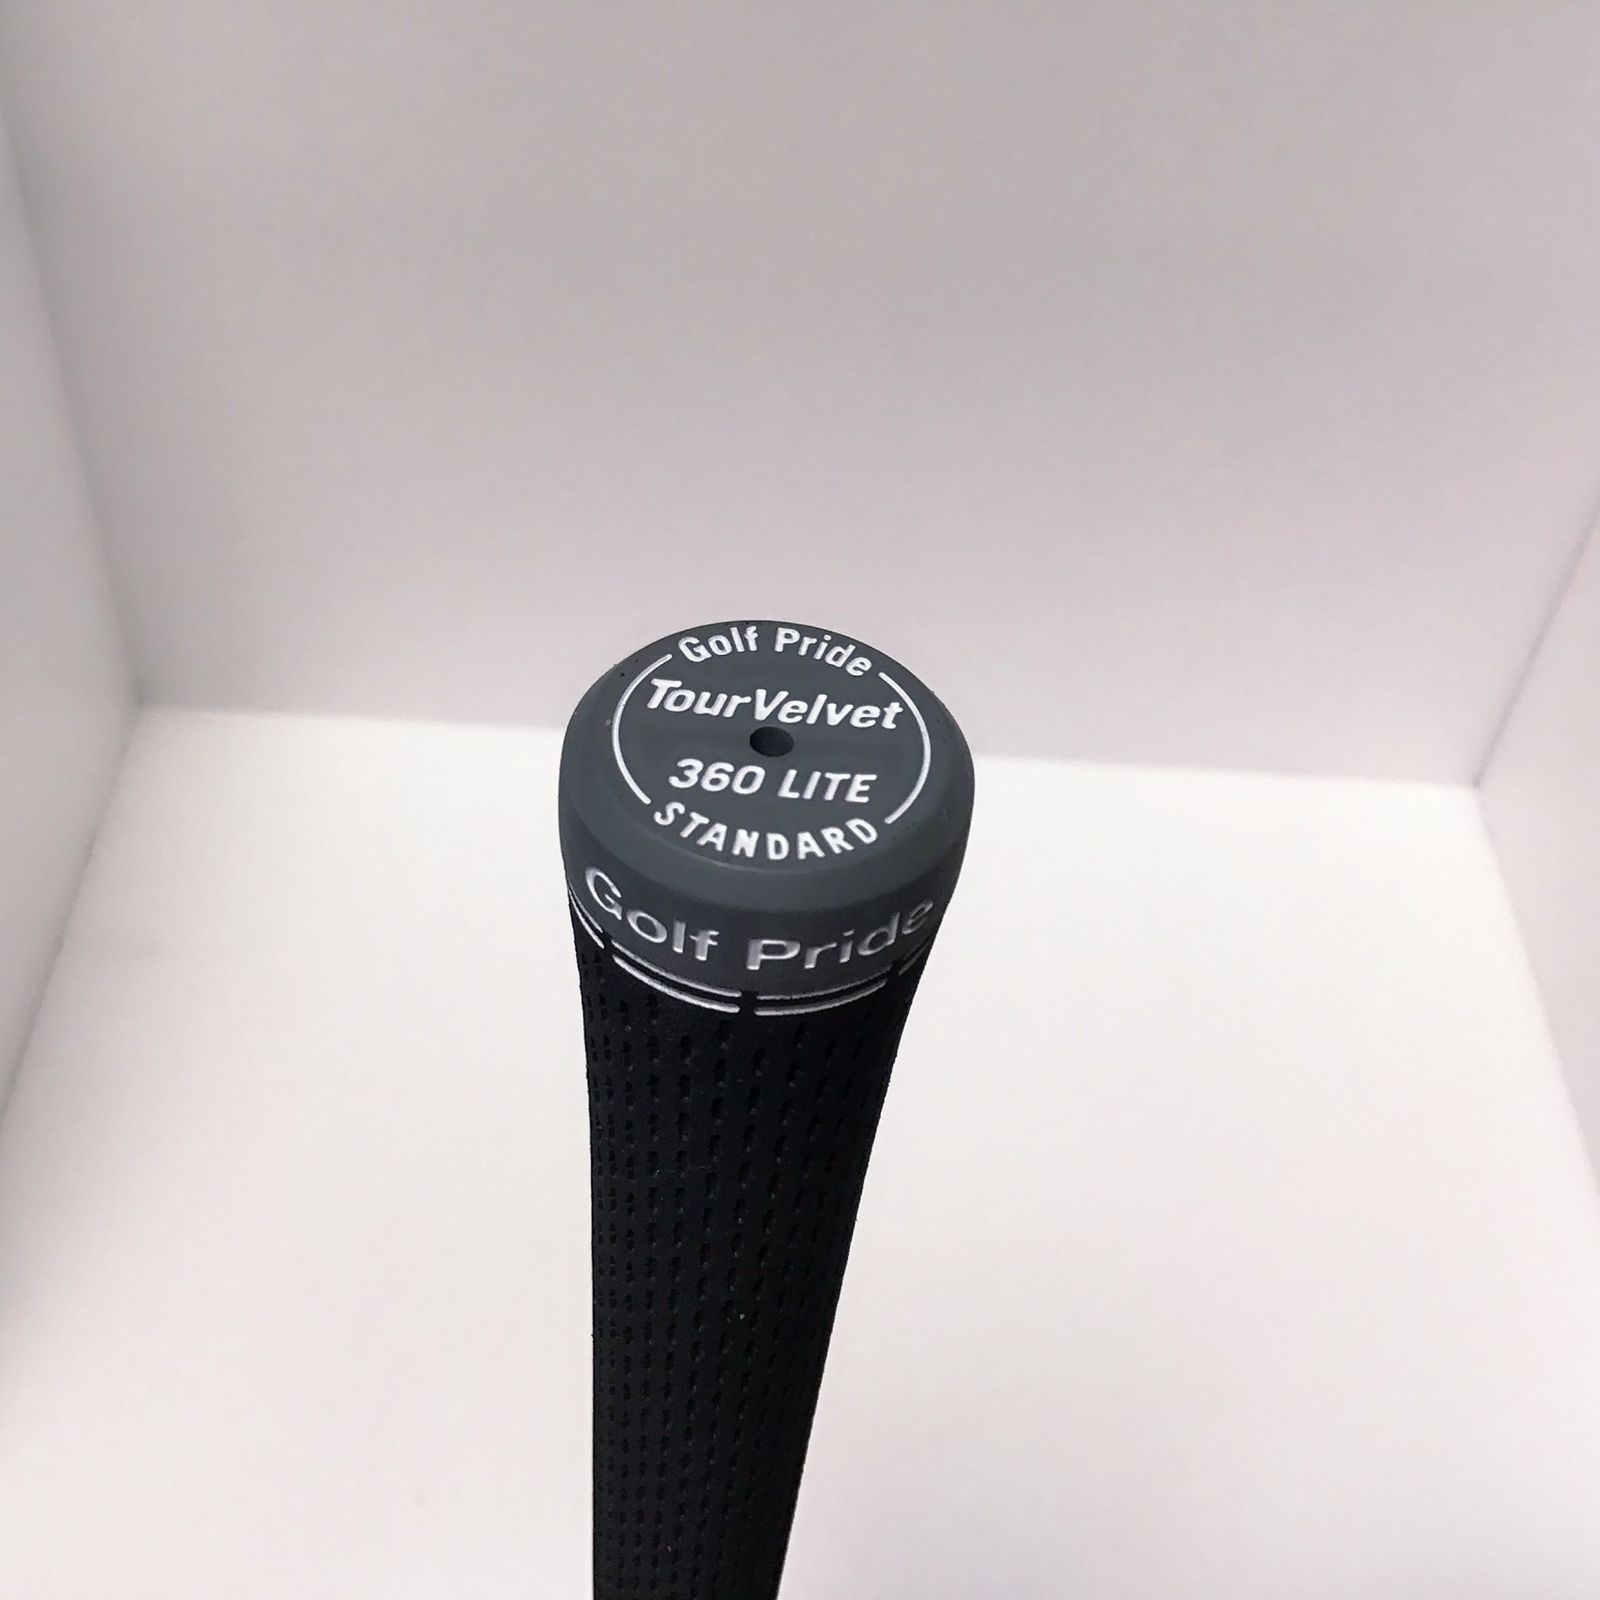 Golf Pride
TourVelvet
360 LITE
STANDARD
Golf Pride